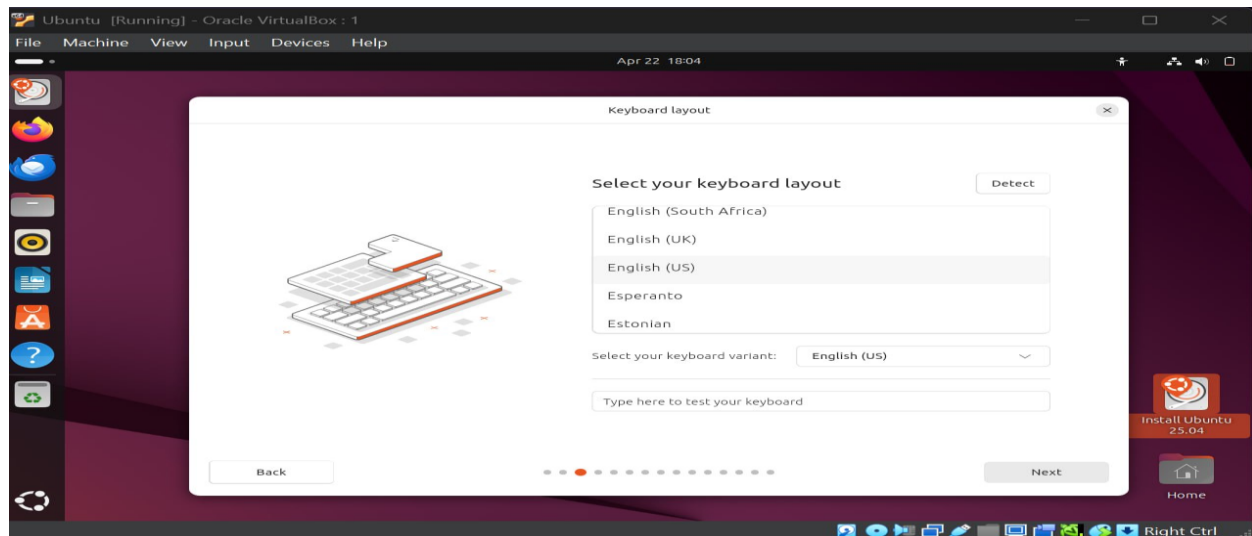 Ubuntu [Running] - Oracle VirtualBox : 1
File Machine View Input Devices Help
Apr 22 18:04
Keyboard layout
Select your keyboard layout
Detect
English (South Africa)
English (UK)
English (US)
Esperanto
Estonian
Select your keyboard variant: English (US)
Type here to test your keyboard
Install Ubuntu
25.04
Back
Next
Home
Right Ctrl